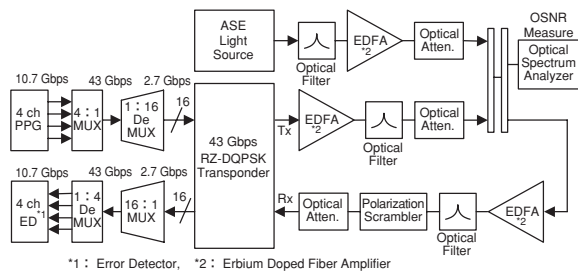 ASE
Light
Source
Optical
Filter
EDFA
*2
Optical
Atten.
OSNR
Measure
Optical
Spectrum
Analyzer
10.7 Gbps
43 Gbps
2.7 Gbps
4 ch
PPG
4：1
MUX
1：16
De
MUX
16
43 Gbps
RZ-DQPSK
Transponder
Tx
EDFA
*2
Optical
Filter
Optical
Atten.
10.7 Gbps
43 Gbps
2.7 Gbps
4 ch
ED*1
1：4
De
MUX
16：1
MUX
16
Rx
Optical
Atten.
Polarization
Scrambler
Optical
Filter
EDFA
*2
*1： Error Detector, *2： Erbium Doped Fiber Amplifier